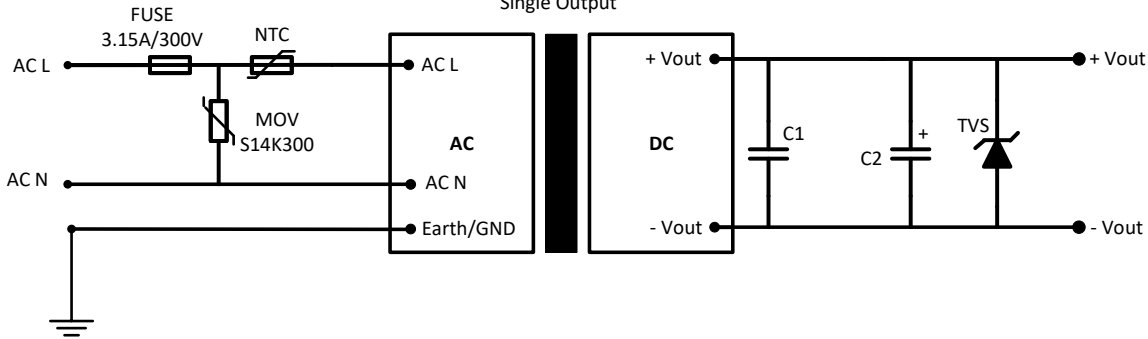 Single Output
FUSE
3.15A/300V
NTC
AC L
AC L
+ Vout
+ Vout
MOV
S14K300
AC
DC
C1
C2
+
TVS
AC N
AC N
Earth/GND
- Vout
- Vout